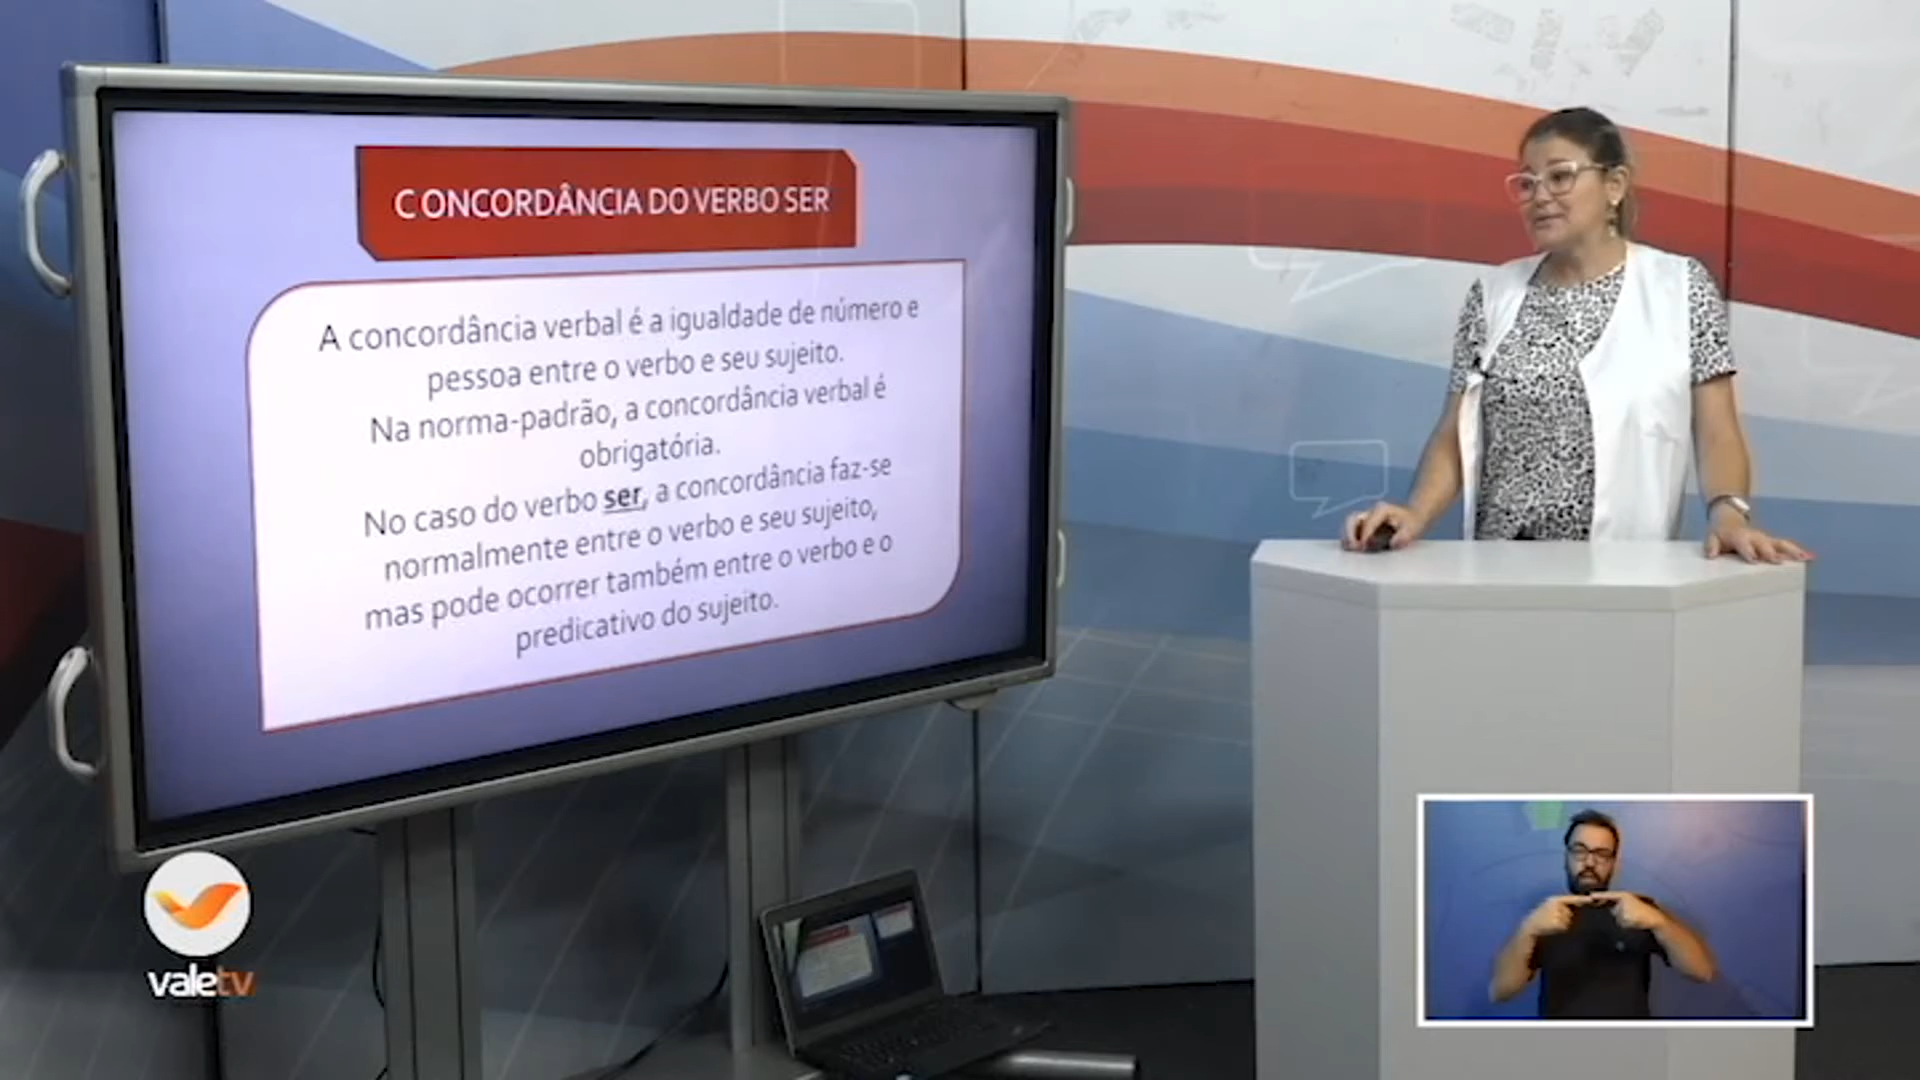 C ONCORDÂNCIA DO VERBO SER
A concordância verbal é a igualdade de número e
pessoa entre o verbo e seu sujeito.
Na norma-padrão, a concordância verbal é
obrigatória.
No caso do verbo ser, a concordância faz-se
normalmente entre o verbo e seu sujeito,
mas pode ocorrer também entre o verbo e o
predicativo do sujeito.
valetv